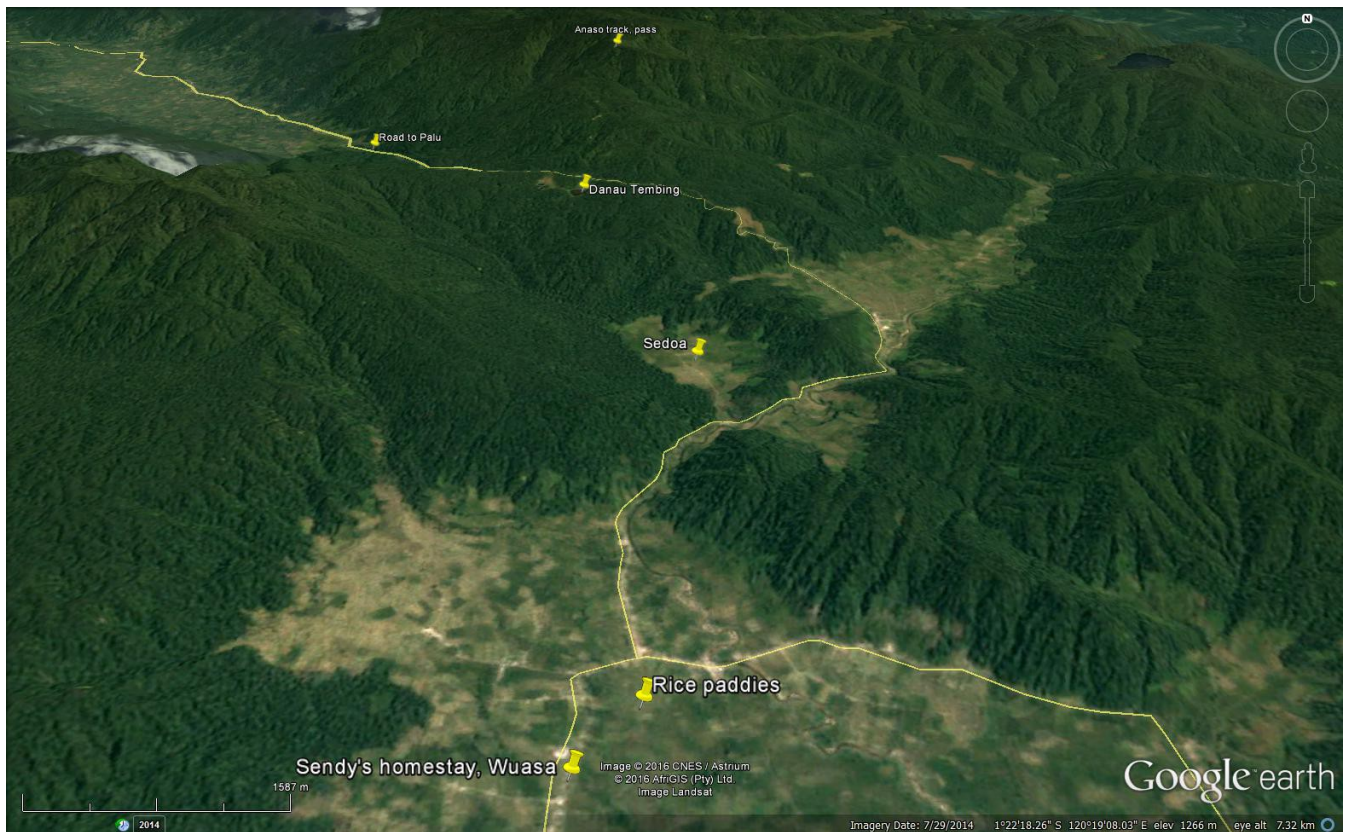 Anaso track, pass
N
Road to Palu
Danau Tembing
Sedoa
Rice paddies
Sendy's homestay, Wuasa
Image © 2016 CNES / Astrium
© 2016 AfriGIS (Pty) Ltd.
Image Landsat
Google earth
1587 m
2014
Imagery Date: 7/29/2014 1°22'18.26" S 120°19'08.03" E elev 1266 m eye alt 7.32 km